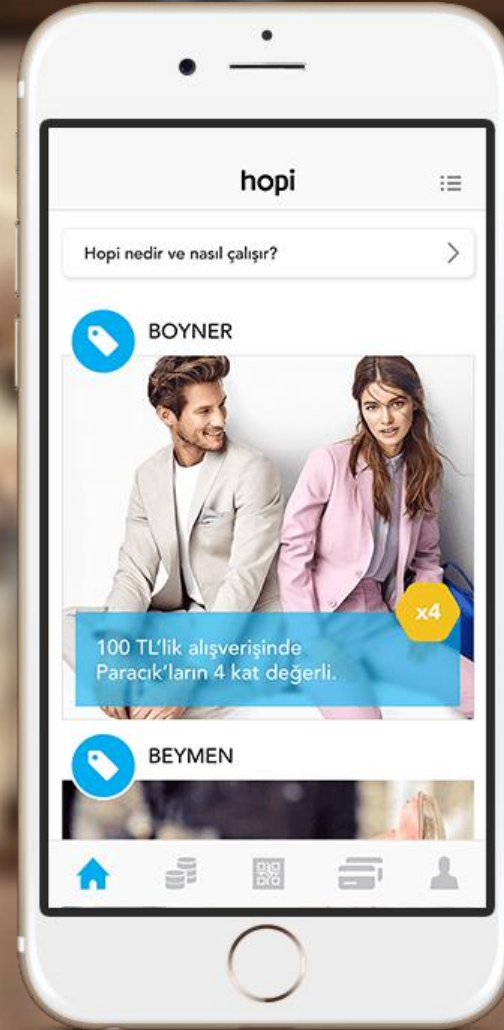 hopi
Hopi nedir ve nasıl çalışır?
BOYNER
x4
100 TL'lik alışverişinde
Paracık'ların 4 kat değerli.
BEYMEN